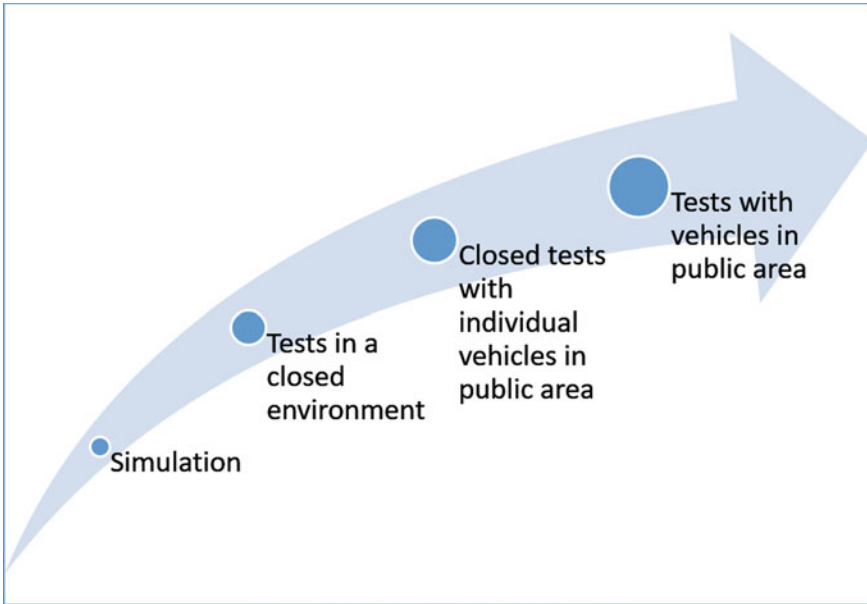 Simulation
Tests in a
closed
environment
Closed tests
with
individual
vehicles in
public area
Tests with
vehicles in
public area